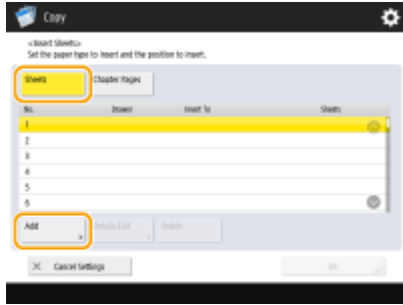 Copy
<Insert Sheets>
Set the paper type to insert and the position to insert.
Sheets
Chapter Pages
No. Drawer Insert To Sheets
1
2
3
4
5
6
Add
Details/Edit
Delete
Cancel Settings
OK